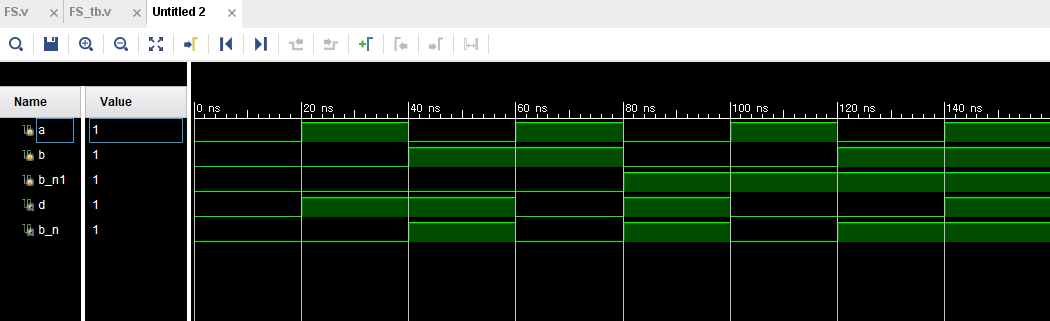 FS.v × FS_tb.v × Untitled 2 ×
Name Value
0 ns 20 ns 40 ns 60 ns 80 ns 100 ns 120 ns 140 ns
a 1
b 1
b_n1 1
d 1
b_n 1